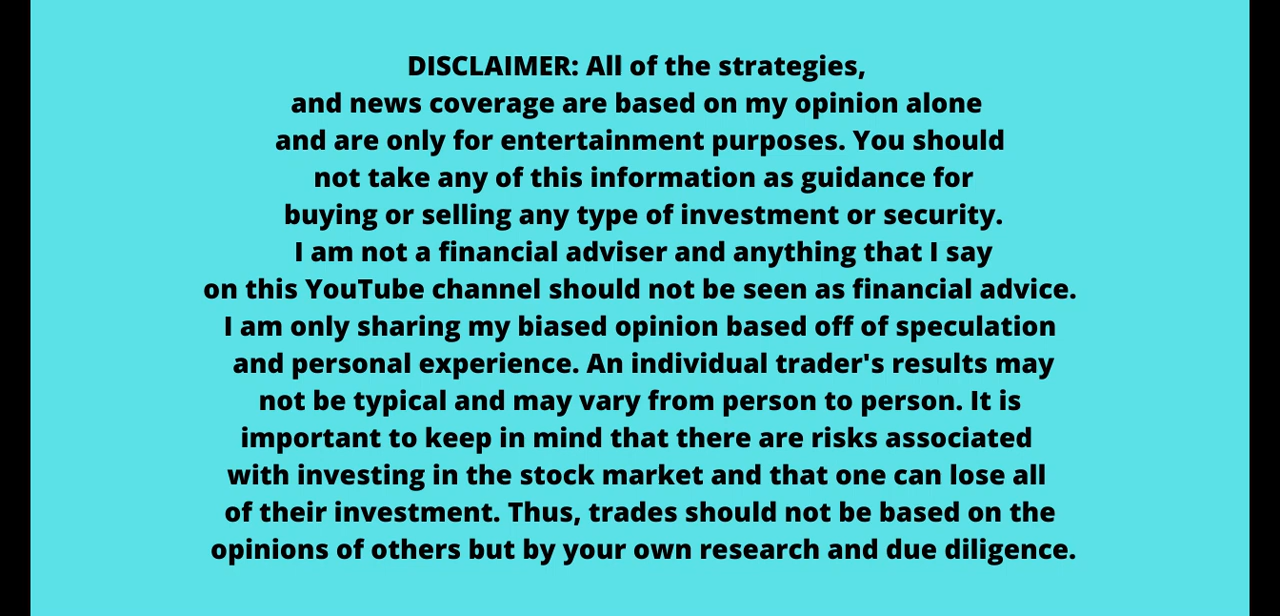 DISCLAIMER: All of the strategies,
and news coverage are based on my opinion alone
and are only for entertainment purposes. You should
not take any of this information as guidance for
buying or selling any type of investment or security.
I am not a financial adviser and anything that I say
on this YouTube channel should not be seen as financial advice.
I am only sharing my biased opinion based off of speculation
and personal experience. An individual trader's results may
not be typical and may vary from person to person. It is
important to keep in mind that there are risks associated
with investing in the stock market and that one can lose all
of their investment. Thus, trades should not be based on the
opinions of others but by your own research and due diligence.